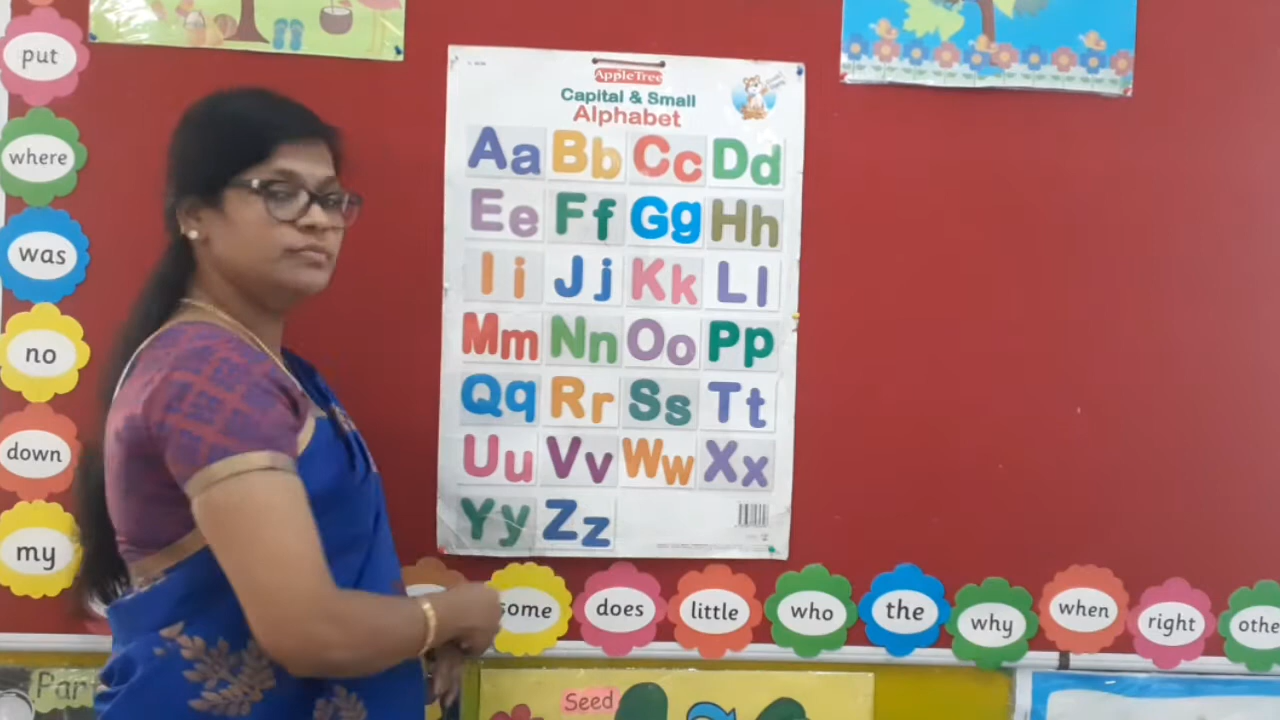 put
where
was
no
down
my
AppleTree
Capital & Small
Alphabet
Aa Bb Cc Dd
Ee Ff Gg Hh
Ii Jj Kk Ll
Mm Nn Oo Pp
Qq Rr Ss Tt
Uu Vv Ww Xx
Yy Zz
some does little who the why when right othe
Par
Seed